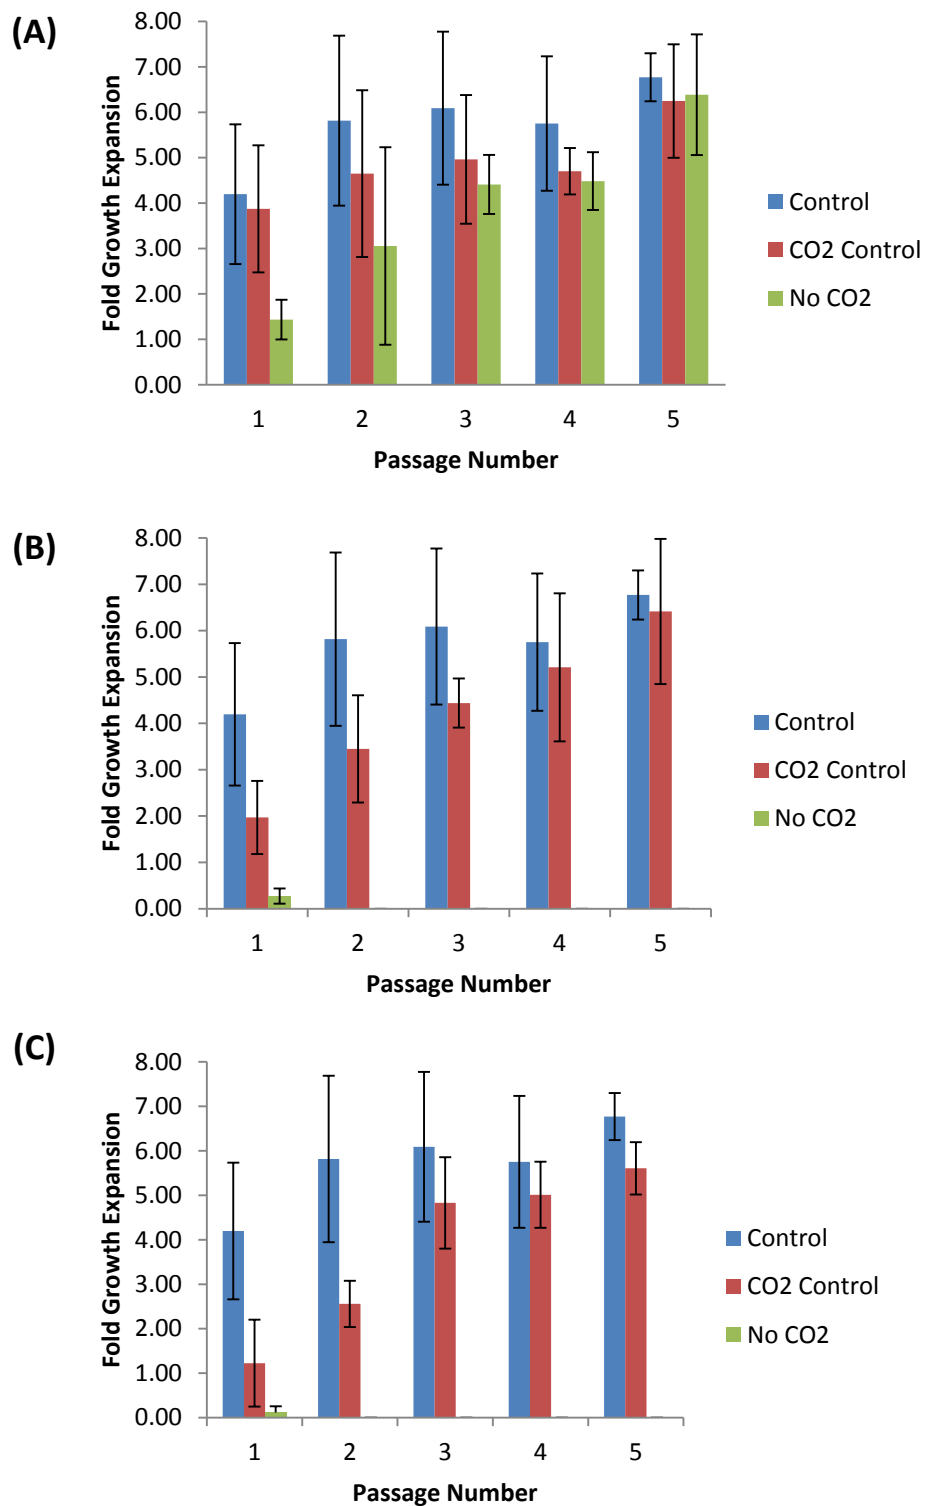 (A)
8.00
7.00
6.00
5.00
4.00
3.00
2.00
1.00
0.00
Fold Growth Expansion
1 2 3 4 5
Passage Number
Control
CO2 Control
No CO2
(B)
8.00
7.00
6.00
5.00
4.00
3.00
2.00
1.00
0.00
Fold Growth Expansion
1 2 3 4 5
Passage Number
Control
CO2 Control
No CO2
(C)
8.00
7.00
6.00
5.00
4.00
3.00
2.00
1.00
0.00
Fold Growth Expansion
1 2 3 4 5
Passage Number
Control
CO2 Control
No CO2